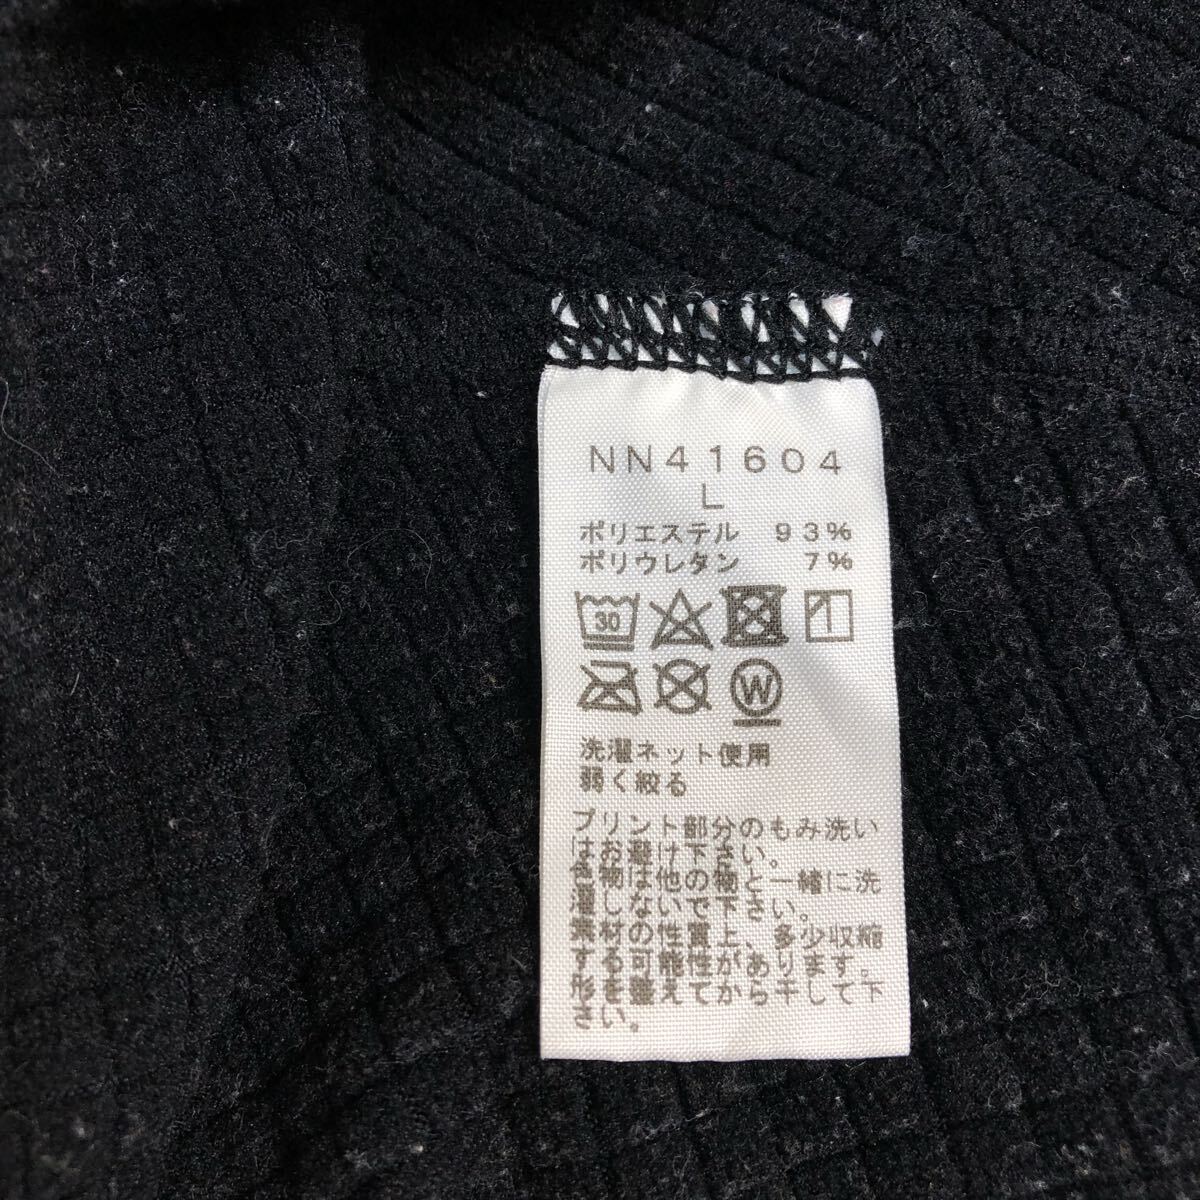 NN41604
L
ポリエステル 93%
ポリウレタン 7%
30
W
洗濯ネット使用
弱く絞る
プリント部分のもみ洗い
はお避け下さい。
色物は他の物と一緒に洗
濯しないで下さい。
素材の性質上、多少収縮
する可能性があります。
形を整えてから干して下
さい。